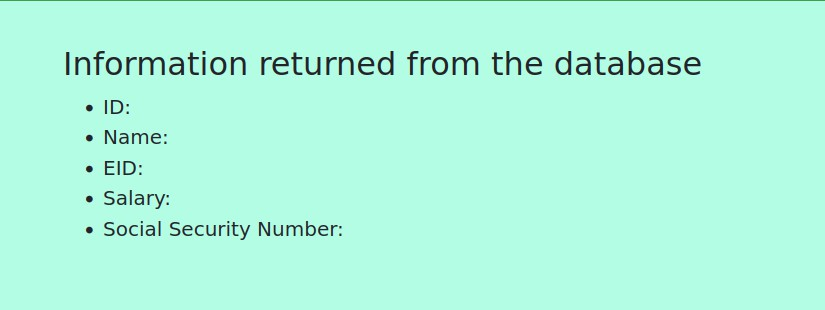 Information returned from the database
• ID:
• Name:
• EID:
• Salary:
• Social Security Number: